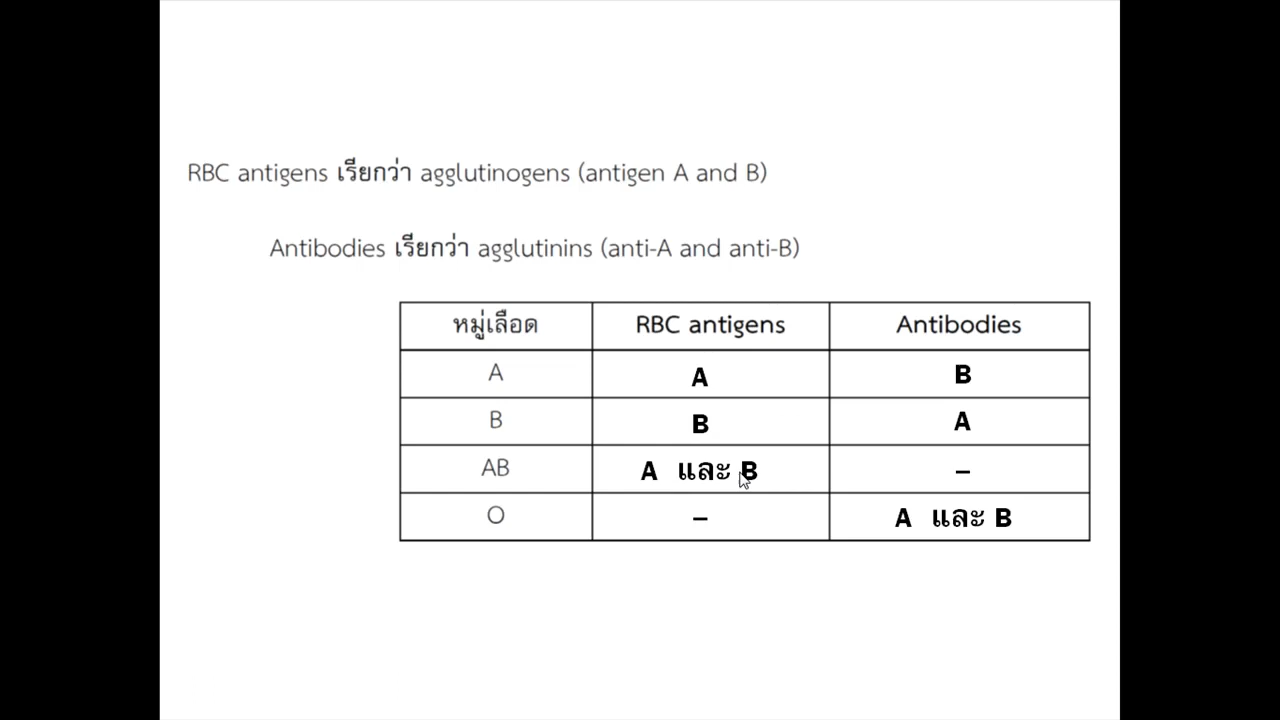 RBC antigens เรียกว่า agglutinogens (antigen A and B)
Antibodies เรียกว่า agglutinins (anti-A and anti-B)
หมู่เลือด RBC antigens Antibodies
A A B
B B A
AB A และ B –
O – A และ B